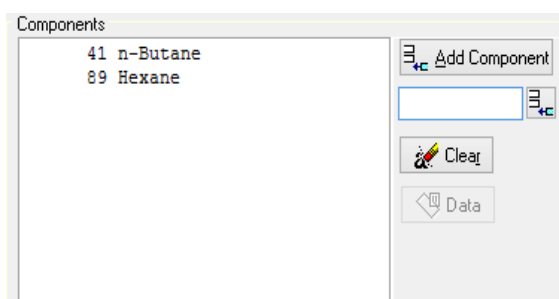 Components
41 n-Butane
89 Hexane
Add Component
Clear
Data